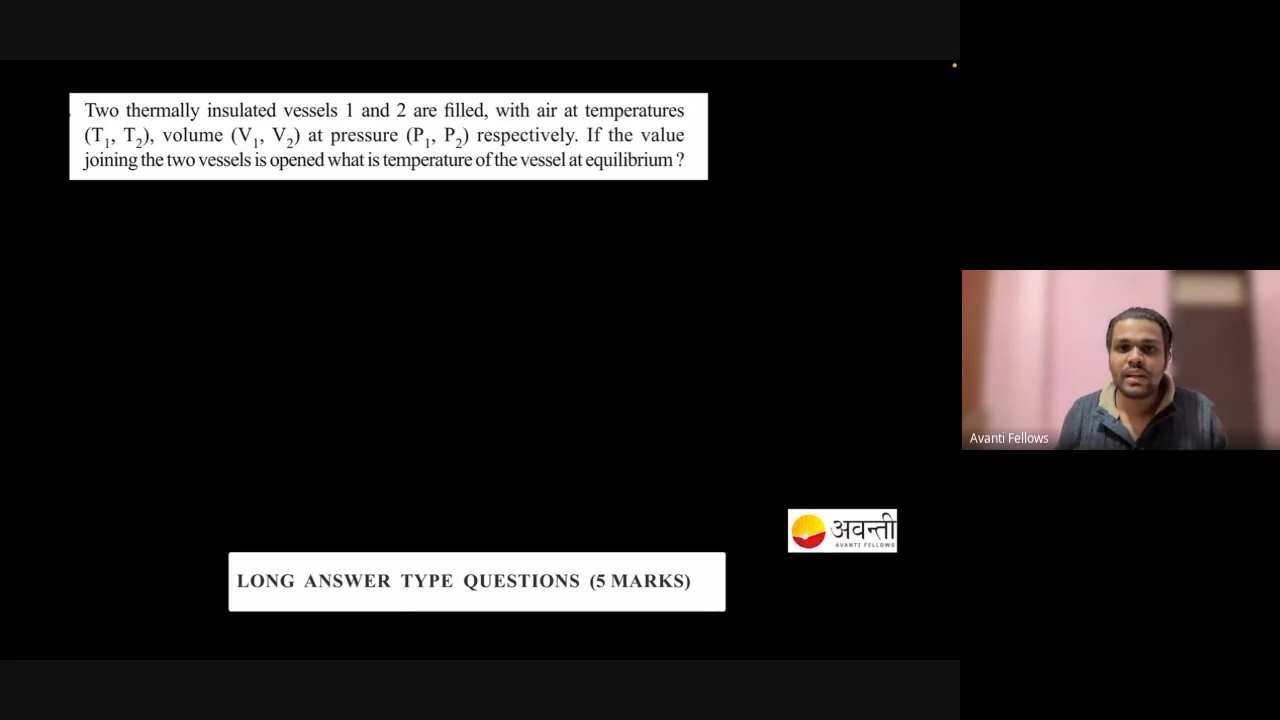 Two thermally insulated vessels 1 and 2 are filled, with air at temperatures
(T₁, T₂), volume (V₁, V₂) at pressure (P₁, P₂) respectively. If the value
joining the two vessels is opened what is temperature of the vessel at equilibrium ?
Avanti Fellows
अवन्ती
AVANTI FELLOWS
LONG ANSWER TYPE QUESTIONS (5 MARKS)